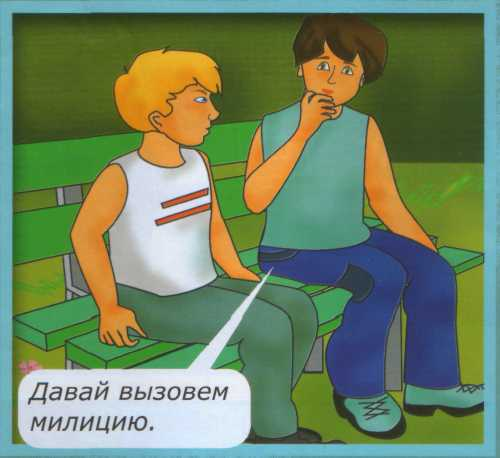 Давай вызовем
милицию.